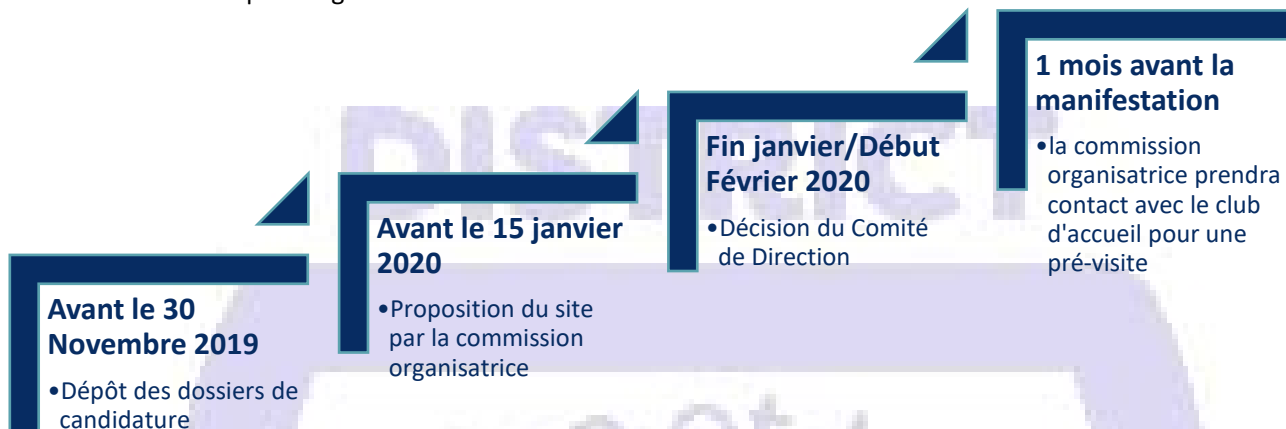 Avant le 30
Novembre 2019
•Dépôt des dossiers de
candidature
Avant le 15 janvier
2020
•Proposition du site
par la commission
organisatrice
Fin janvier/Début
Février 2020
•Décision du Comité
de Direction
1 mois avant la
manifestation
•la commission
organisatrice prendra
contact avec le club
d'accueil pour une
pré-visite
DISTRICT